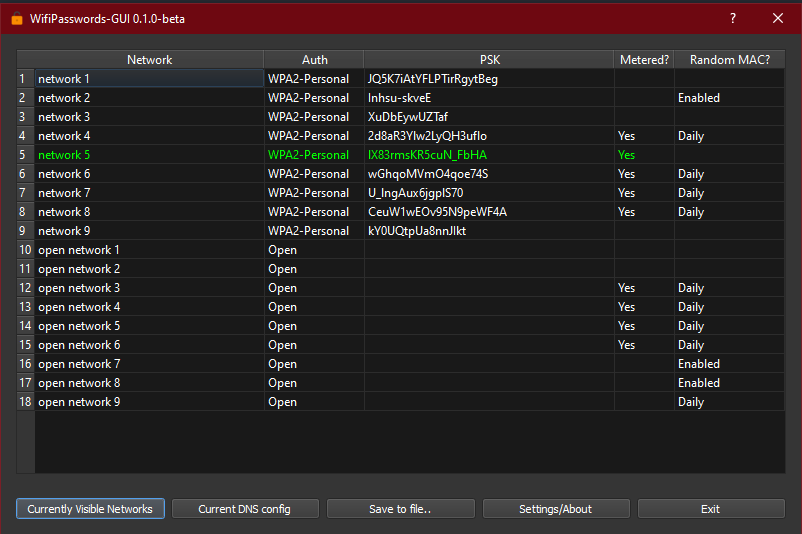 WifiPasswords-GUI 0.1.0-beta ? ✕
Network Auth PSK Metered? Random MAC?
1 network 1 WPA2-Personal JQ5K7iAtYFLPTirRgytBeg
2 network 2 WPA2-Personal Inhsu-skveE Enabled
3 network 3 WPA2-Personal XuDbEywUZTaf
4 network 4 WPA2-Personal 2d8aR3YIw2LyQH3ufIo Yes Daily
5 network 5 WPA2-Personal IX83rmsKR5cuN_FbHA Yes
6 network 6 WPA2-Personal wGhqoMVmO4qoe74S Yes Daily
7 network 7 WPA2-Personal U_lngAux6jgpIS70 Yes Daily
8 network 8 WPA2-Personal CeuW1wEOv95N9peWF4A Yes Daily
9 network 9 WPA2-Personal kY0UQtpUa8nnJlkt
10 open network 1 Open
11 open network 2 Open
12 open network 3 Open Yes Daily
13 open network 4 Open Yes Daily
14 open network 5 Open Yes Daily
15 open network 6 Open Yes Daily
16 open network 7 Open Enabled
17 open network 8 Open Enabled
18 open network 9 Open Daily
Currently Visible Networks Current DNS config Save to file.. Settings/About Exit